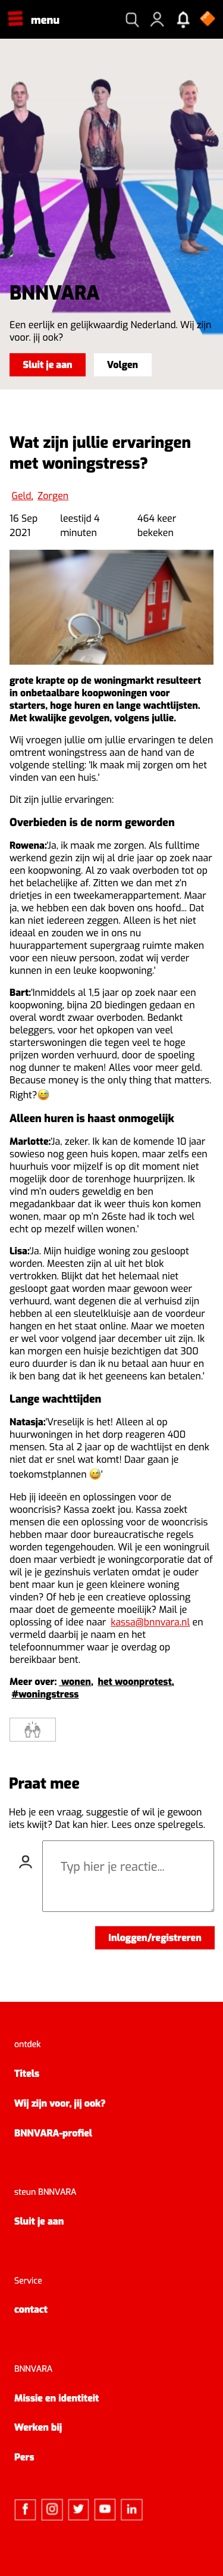 menu
BNNVARA
Een eerlijk en gelijkwaardig Nederland. Wij zijn
voor, jij ook?
Sluit je aan
Volgen
Wat zijn jullie ervaringen
met woningstress?
Geld, Zorgen
16 Sep
2021
leestijd 4
minuten
464 keer
bekeken
grote krapte op de woningmarkt resulteert
in onbetaalbare koopwoningen voor
starters, hoge huren en lange wachtlijsten.
Met kwalijke gevolgen, volgens jullie.
Wij vroegen jullie om jullie ervaringen te delen
omtrent woningstress aan de hand van de
volgende stelling: 'Ik maak mij zorgen om het
vinden van een huis.'
Dit zijn jullie ervaringen:
Overbieden is de norm geworden
Rowena:'Ja, ik maak me zorgen. Als fulltime
werkend gezin zijn wij al drie jaar op zoek naar
een koopwoning. Al zo vaak overboden tot op
het belachelijke af. Zitten we dan met z'n
drietjes in een tweekamerappartement. Maar
ja, we hebben een dak boven ons hoofd... Dat
kan niet iedereen zeggen. Alleen is het niet
ideaal en zouden we in ons nu
huurappartement supergraag ruimte maken
voor een nieuw persoon, zodat wij verder
kunnen in een leuke koopwoning.'
Bart:'Inmiddels al 1,5 jaar op zoek naar een
koopwoning, bijna 20 biedingen gedaan en
overal wordt zwaar overboden. Bedankt
beleggers, voor het opkopen van veel
starterswoningen die tegen veel te hoge
prijzen worden verhuurd, door de spoeling
nog dunner te maken! Alles voor meer geld.
Because money is the only thing that matters.
Right?😅
Alleen huren is haast onmogelijk
Marlotte:'Ja, zeker. Ik kan de komende 10 jaar
sowieso nog geen huis kopen, maar zelfs een
huurhuis voor mijzelf is op dit moment niet
mogelijk door de torenhoge huurprijzen. Ik
vind m'n ouders geweldig en ben
megadankbaar dat ik weer thuis kon komen
wonen, maar op m'n 26ste had ik toch wel
echt op mezelf willen wonen.'
Lisa:'Ja. Mijn huidige woning zou gesloopt
worden. Meesten zijn al uit het blok
vertrokken. Blijkt dat het helemaal niet
gesloopt gaat worden maar gewoon weer
verhuurd, want degenen die al verhuisd zijn
hebben al een sleutelkluisje aan de voordeur
hangen en het staat online. Maar we moeten
er wel voor volgend jaar december uit zijn. Ik
kan morgen een huisje bezichtigen dat 300
euro duurder is dan ik nu betaal aan huur en
ik ben bang dat ik het geeneens kan betalen.'
Lange wachttijden
Natasja:'Vreselijk is het! Alleen al op
huurwoningen in het dorp reageren 400
mensen. Sta al 2 jaar op de wachtlijst en denk
niet dat er snel wat komt! Daar gaan je
toekomstplannen 😅'
Heb jij ideeën en oplossingen voor de
wooncrisis? Kassa zoekt jou. Kassa zoekt
mensen die een oplossing voor de wooncrisis
hebben maar door bureaucratische regels
worden tegengehouden. Wil je een woningruil
doen maar verbiedt je woningcorporatie dat of
wil je je gezinshuis verlaten omdat je ouder
bent maar kun je geen kleinere woning
vinden? Of heb je een creatieve oplossing
maar doet de gemeente moeilijk? Mail je
oplossing of idee naar kassa@bnnvara.nl en
vermeld daarbij je naam en het
telefoonnummer waar je overdag op
bereikbaar bent.
Meer over: wonen, het woonprotest,
#woningstress
Praat mee
Heb je een vraag, suggestie of wil je gewoon
iets kwijt? Dat kan hier. Lees onze spelregels.
Typ hier je reactie...
Inloggen/registreren
ontdek
Titels
Wij zijn voor, jij ook?
BNNVARA-profiel
steun BNNVARA
Sluit je aan
Service
contact
BNNVARA
Missie en identiteit
Werken bij
Pers